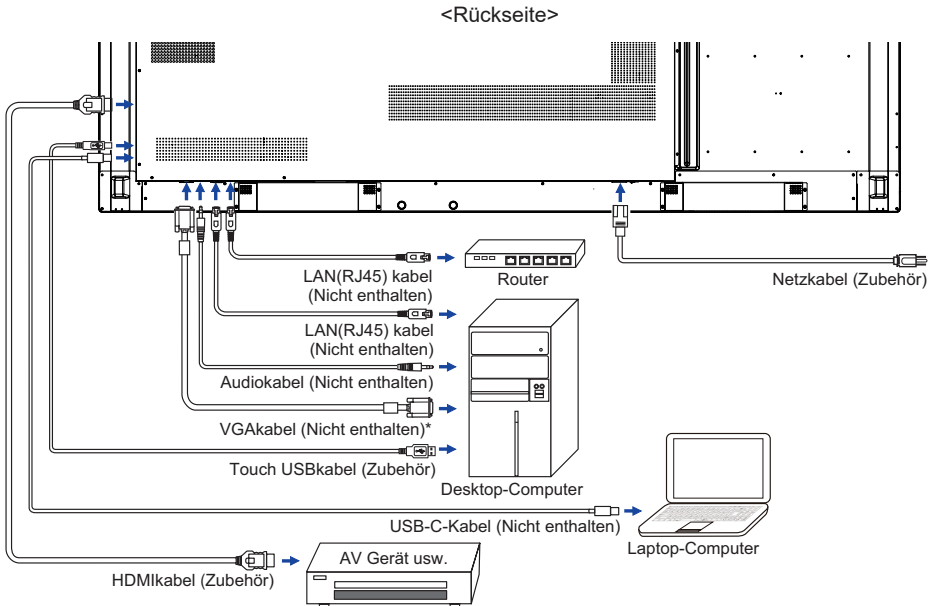 <Rückseite>
LAN(RJ45) kabel
(Nicht enthalten)
Router
Netzkabel (Zubehör)
LAN(RJ45) kabel
(Nicht enthalten)
Audiokabel (Nicht enthalten)
VGAkabel (Nicht enthalten)*
Touch USBkabel (Zubehör)
Desktop-Computer
USB-C-Kabel (Nicht enthalten)
Laptop-Computer
AV Gerät usw.
HDMIkabel (Zubehör)